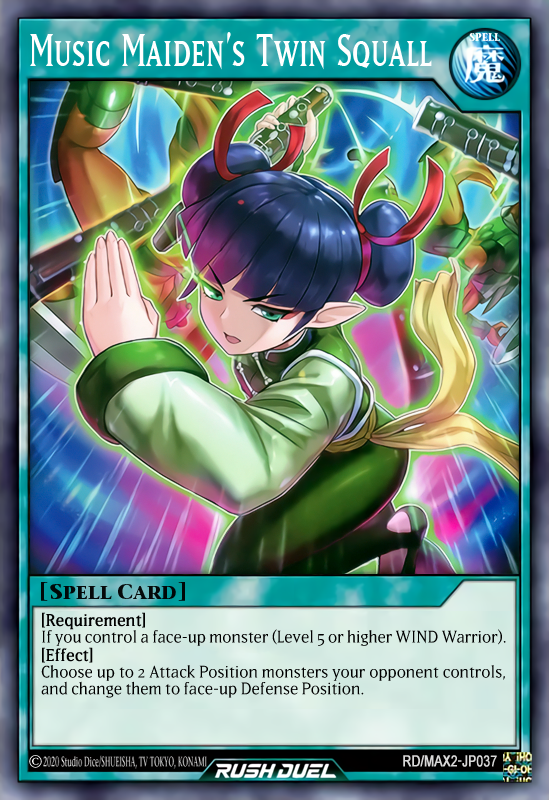 Music Maiden's Twin Squall
SPELL
魔
[Spell Card]
[Requirement]
If you control a face-up monster (Level 5 or higher WIND Warrior).
[Effect]
Choose up to 2 Attack Position monsters your opponent controls,
and change them to face-up Defense Position.
©2020 Studio Dice/SHUEISHA, TV TOKYO, KONAMI
RUSH DUEL
RD/MAX2-JP037